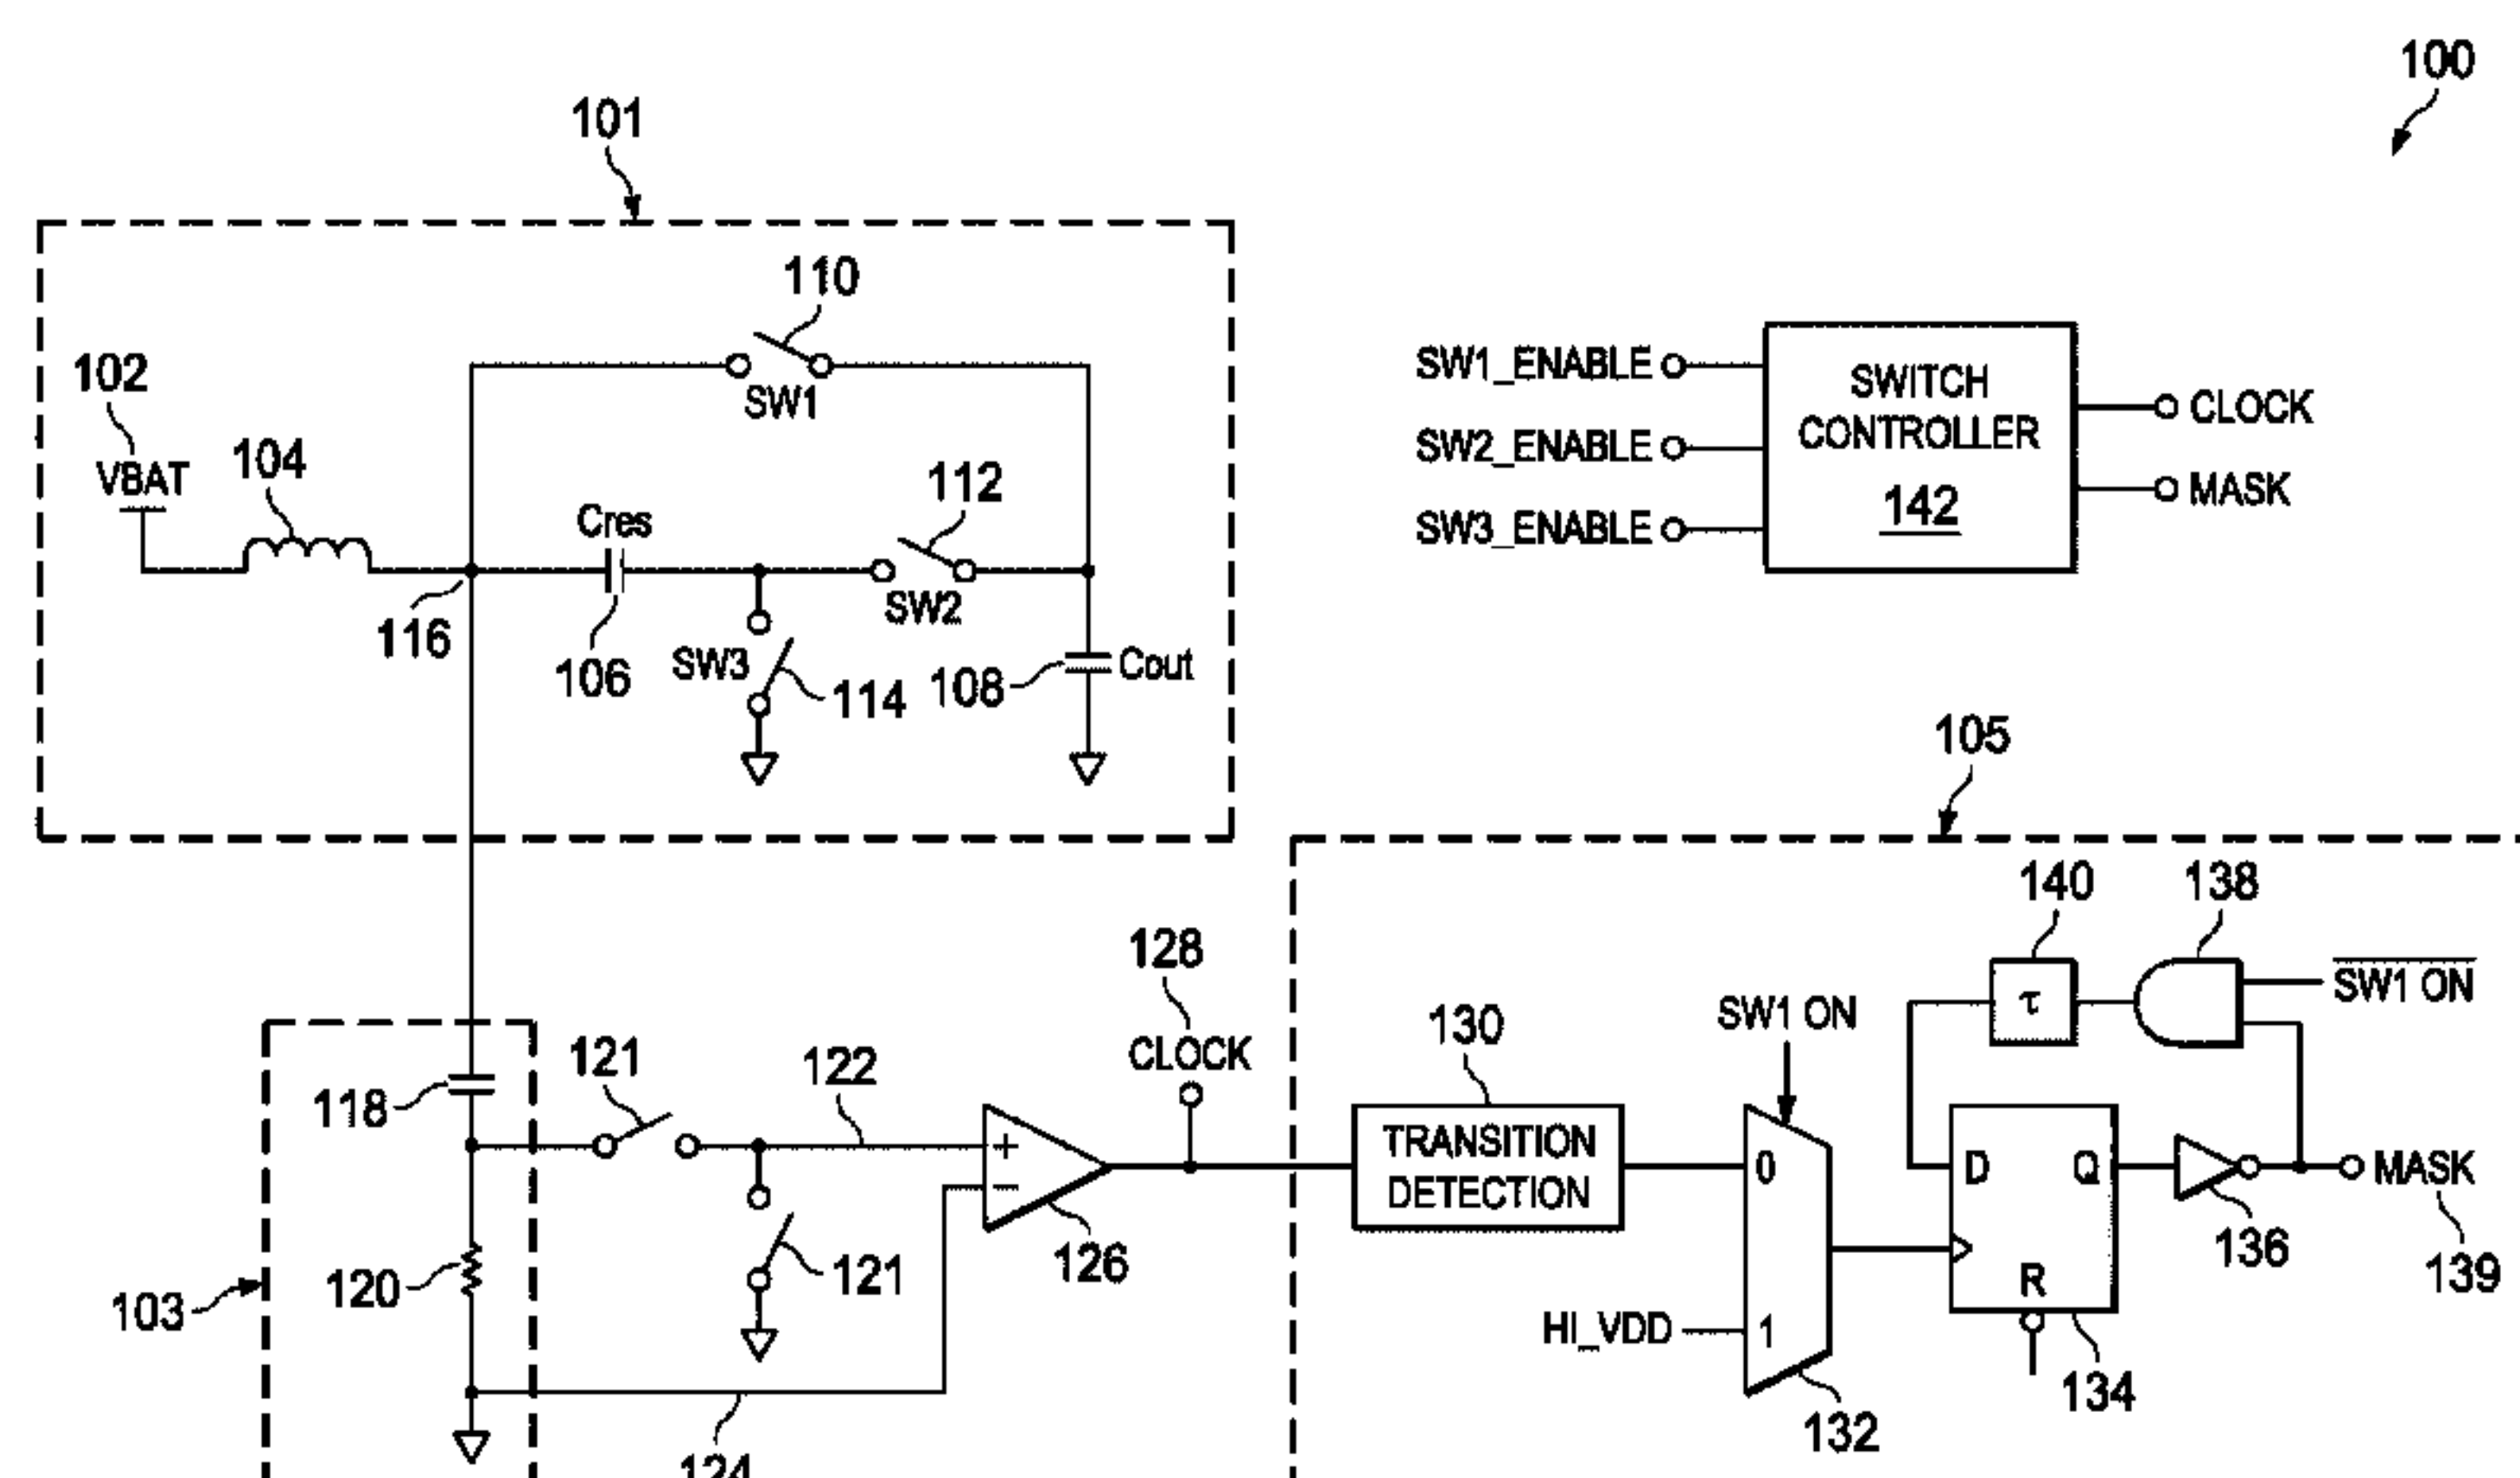 100
101
110
SW1
102
VBAT
104
116
Cres
106
112
SW2
SW3
114
108
Cout
SW1_ENABLE
SW2_ENABLE
SW3_ENABLE
SWITCH
CONTROLLER
142
CLOCK
MASK
105
103
118
120
121
122
121
124
+
−
126
128
CLOCK
130
TRANSITION
DETECTION
SW1 ON
0
1
HI_VDD
132
140
τ
138
SW1 ON
D
Q
R
134
136
MASK
139